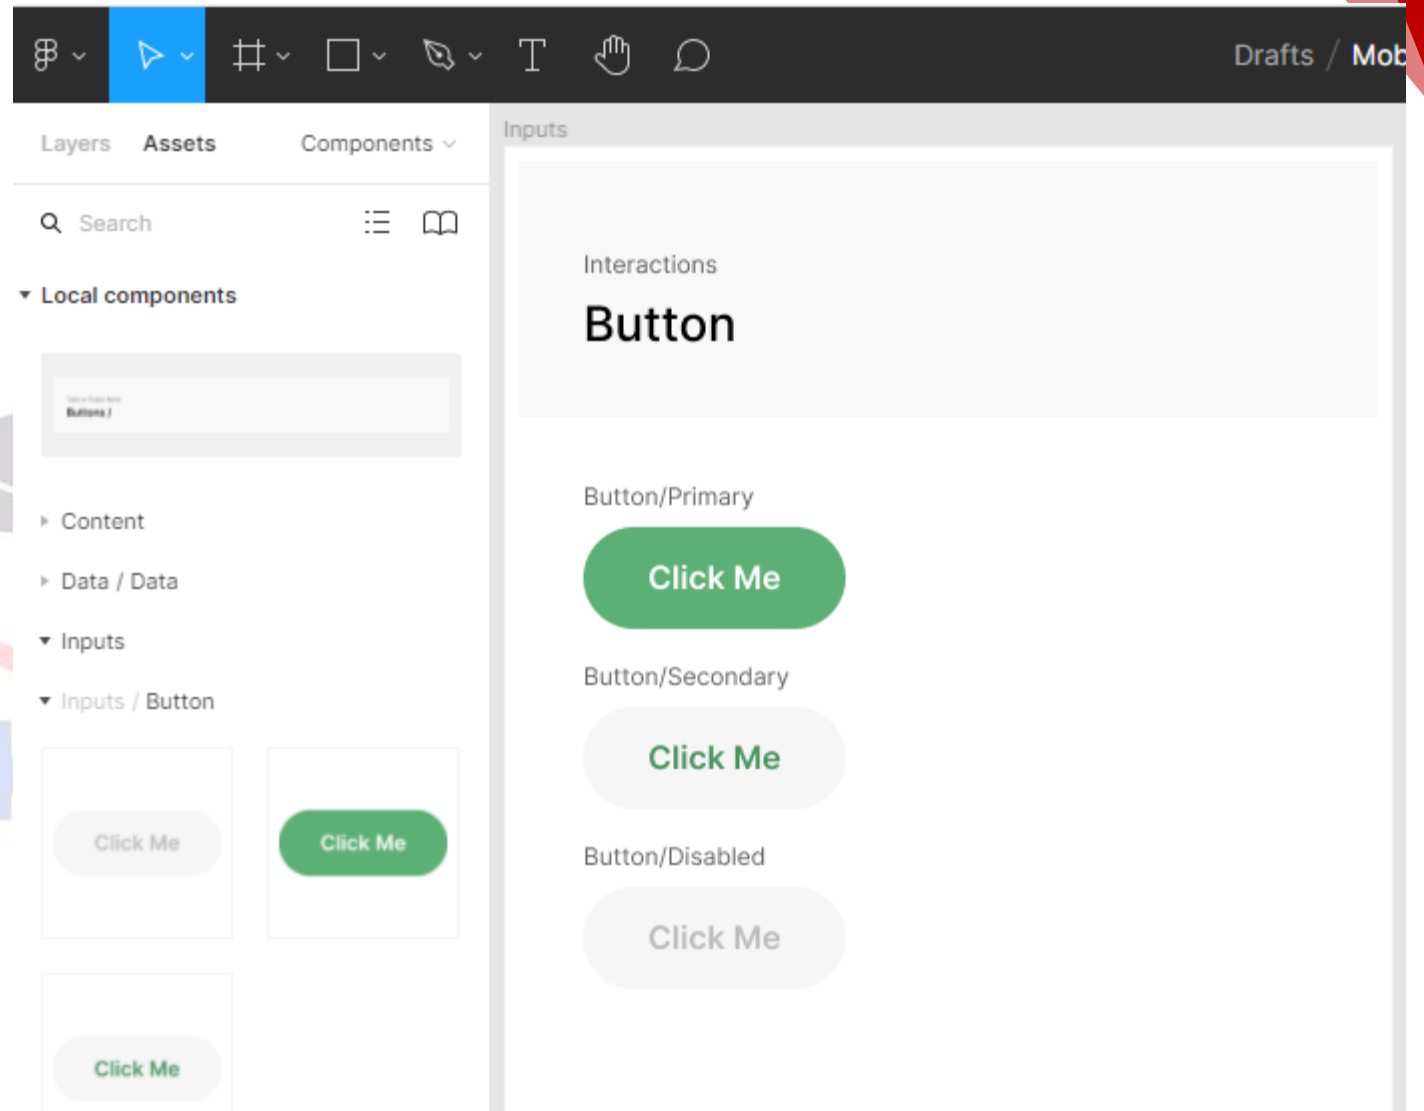 Drafts / Mob
Layers Assets Components
Search
Local components
Buttons /
Content
Data / Data
Inputs
Inputs / Button
Click Me
Click Me
Click Me
Inputs
Interactions
Button
Button/Primary
Click Me
Button/Secondary
Click Me
Button/Disabled
Click Me